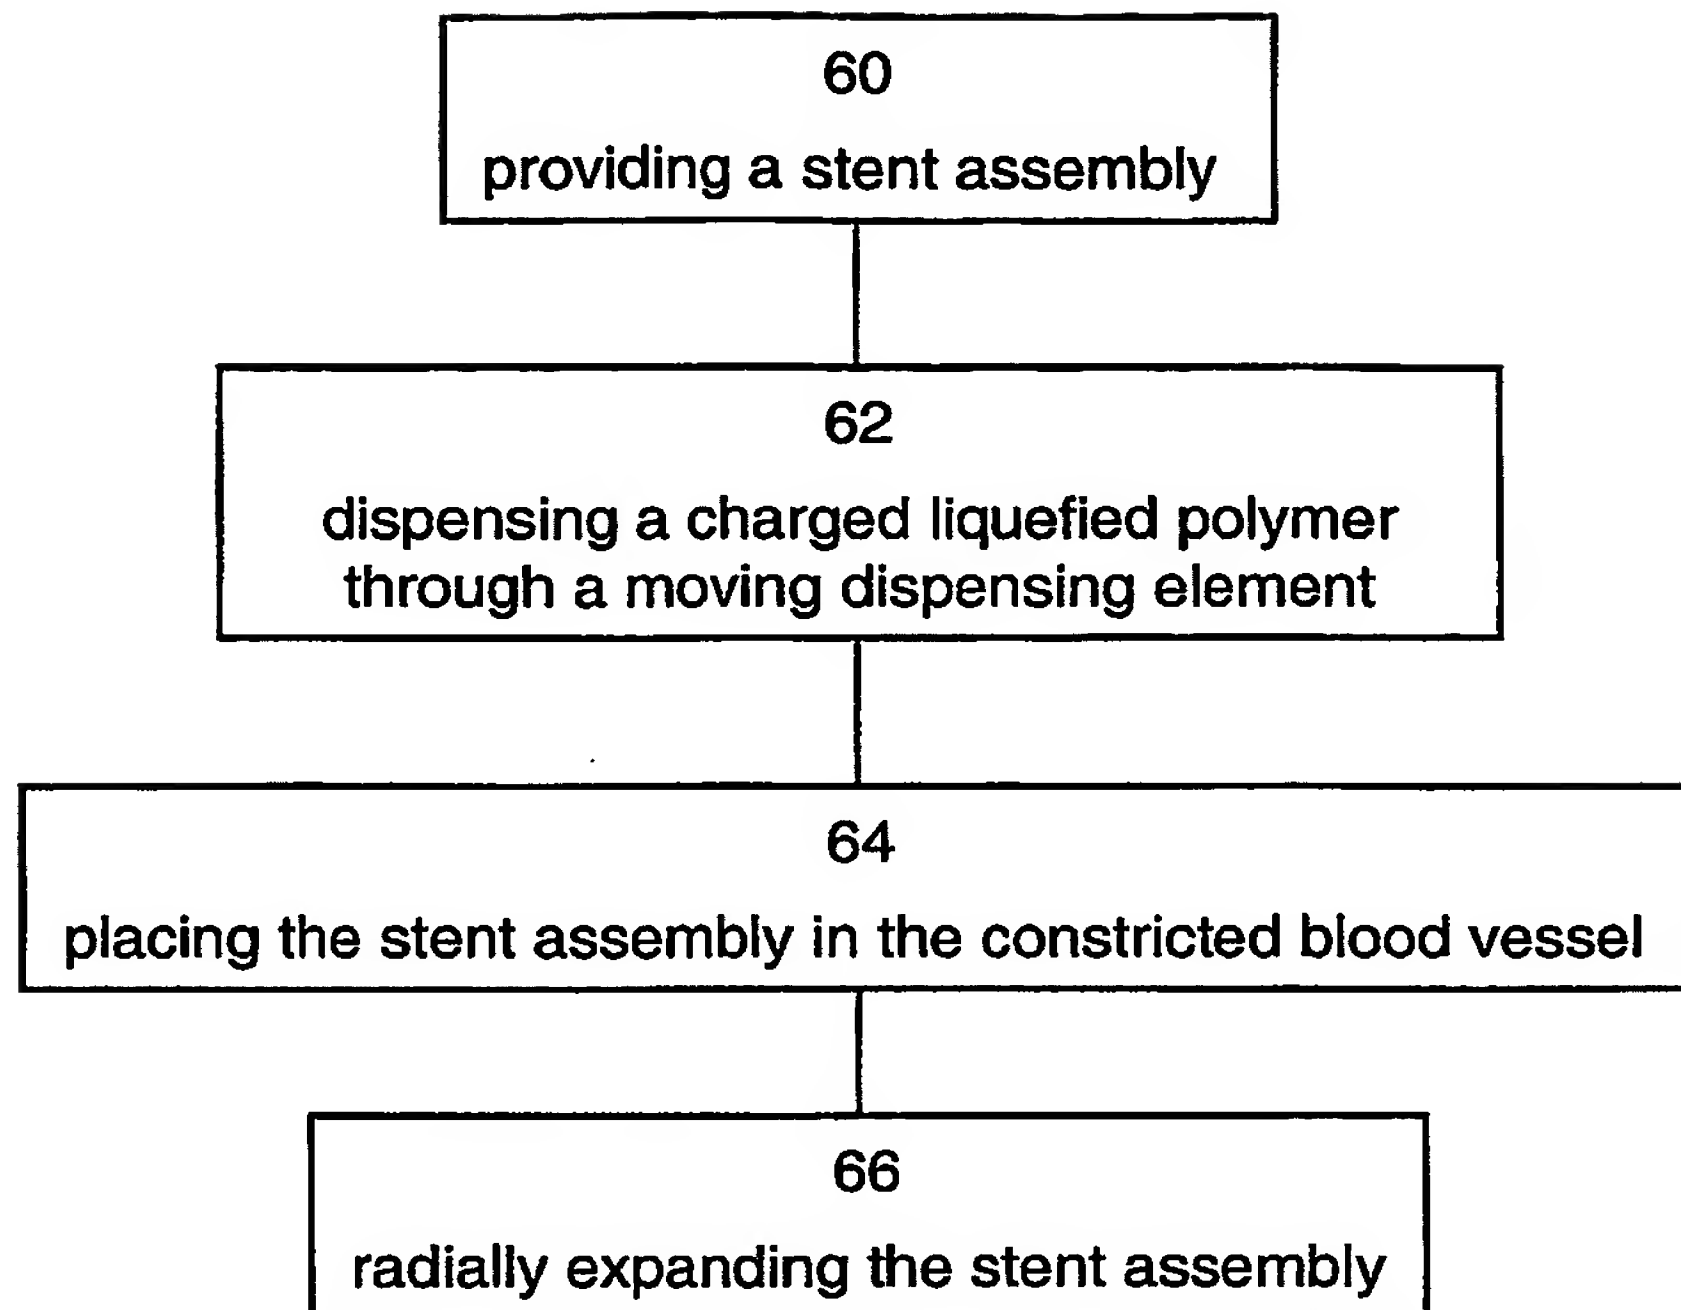 60
providing a stent assembly
62
dispensing a charged liquefied polymer
through a moving dispensing element
64
placing the stent assembly in the constricted blood vessel
66
radially expanding the stent assembly